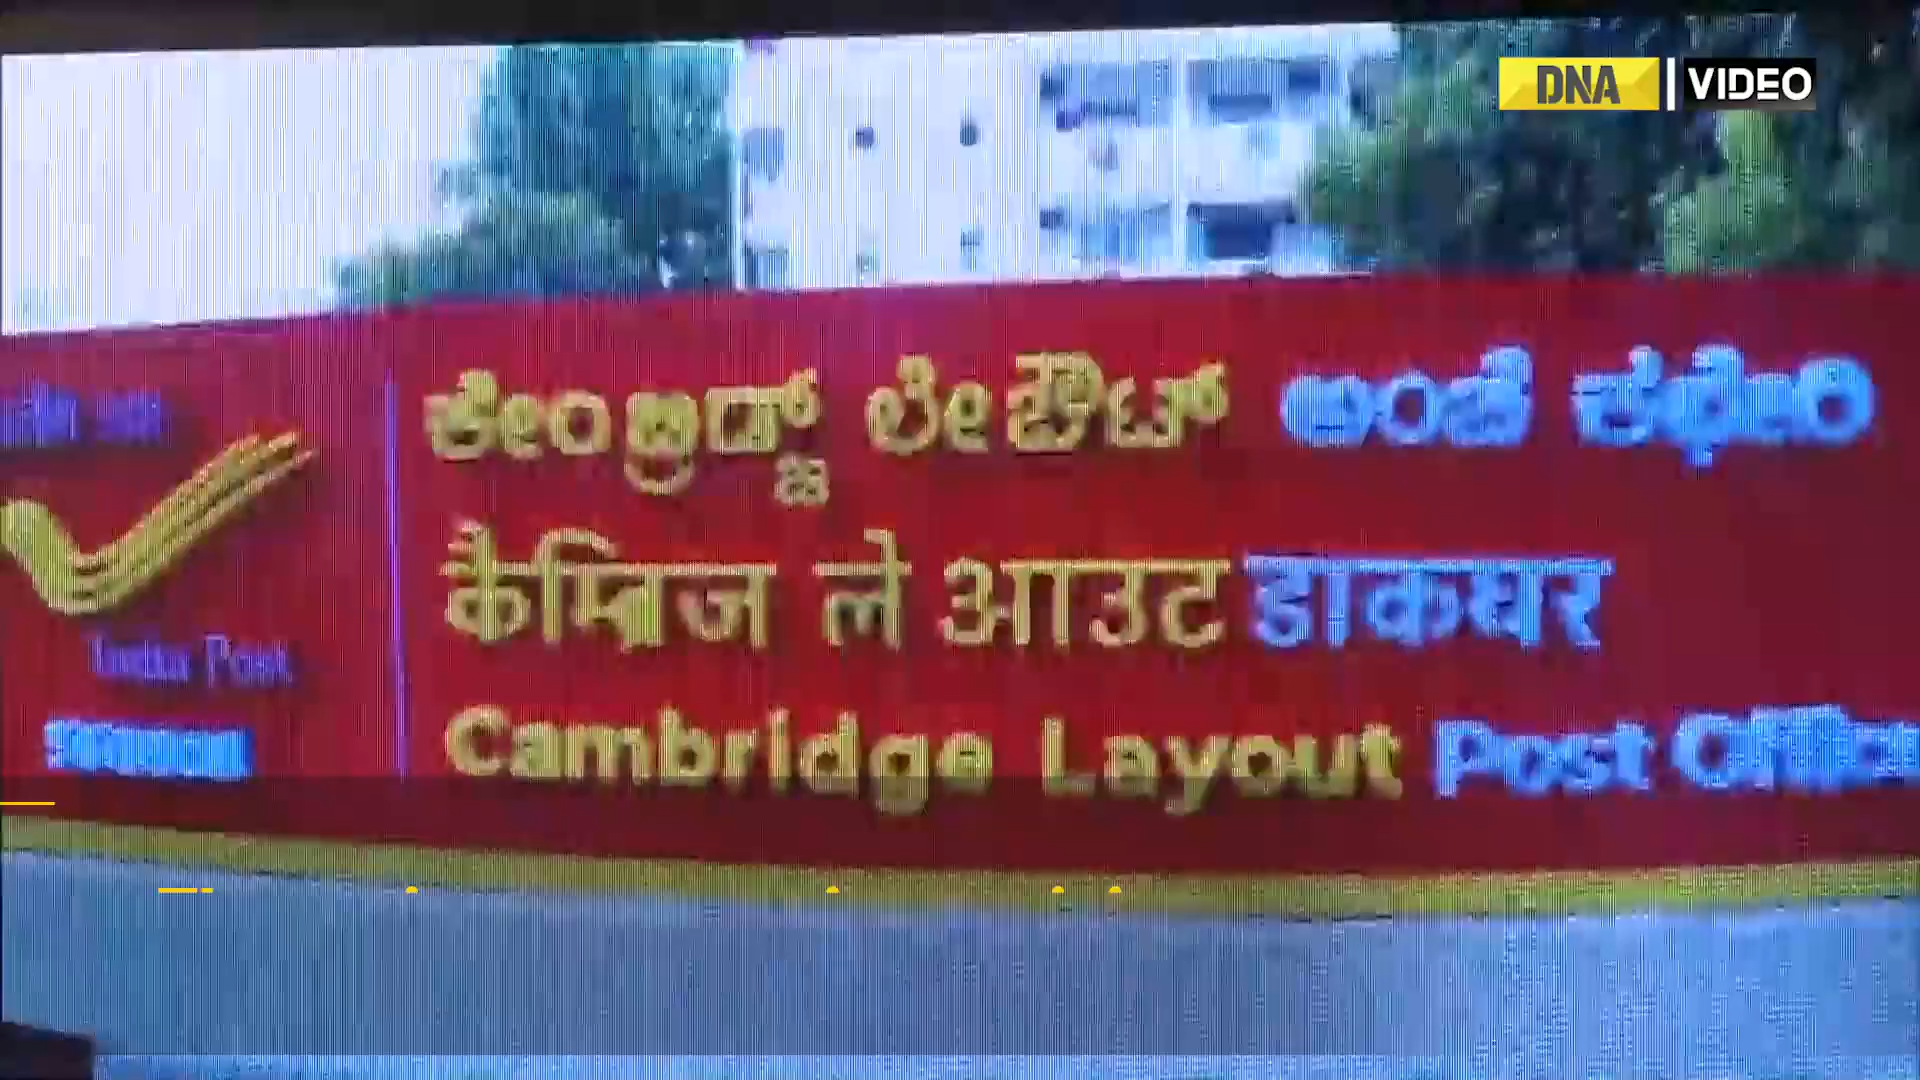 DNA | VIDEO
ಕೇಂಬ್ರಿಡ್ಜ್ ಲೇಔಟ್ ಅಂಚೆ ಕಛೇರಿ
कैम्ब्रिज ले आउट डाकघर
India Post
Cambridge Layout Post Office